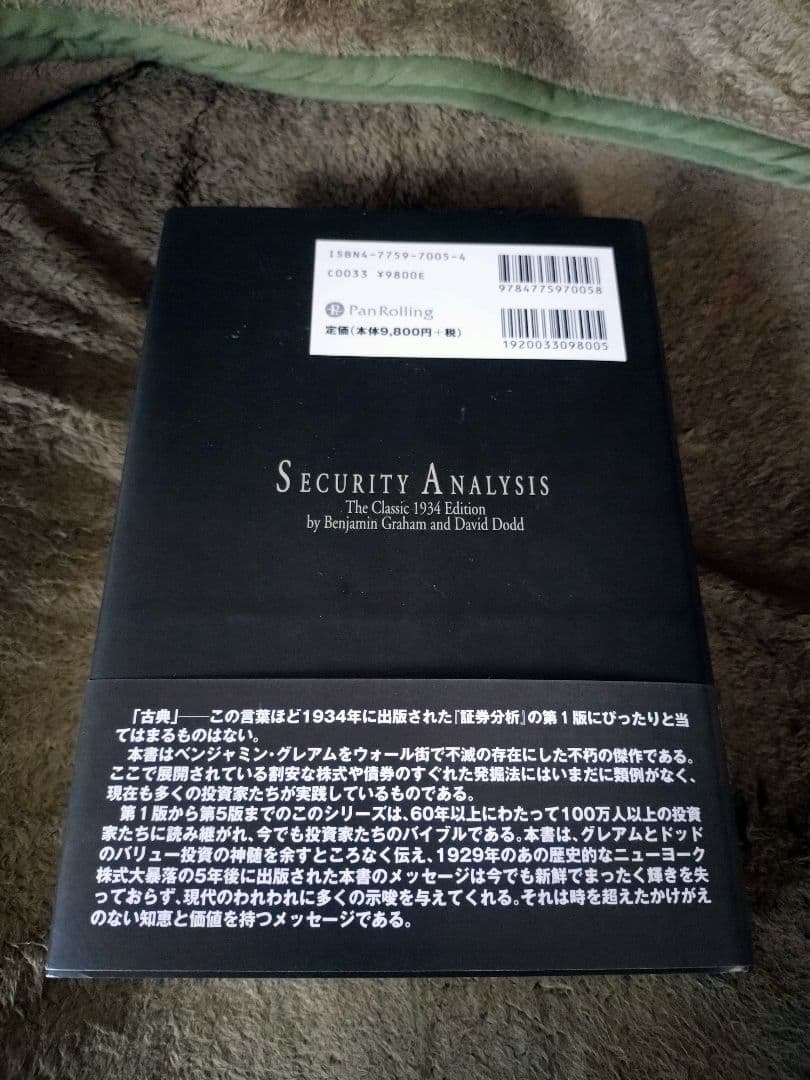 ISBN4-7759-7005-4
C0033 ¥9800E
9784775970058
PanRolling
定価(本体9,800円+税)
1920033098005
SECURITY ANALYSIS
The Classic 1934 Edition
by Benjamin Graham and David Dodd
「古典」――この言葉ほど1934年に出版された『証券分析』の第1版にぴったりと当
てはまるものはない。
本書はベンジャミン・グレアムをウォール街で不滅の存在にした不朽の傑作である。
ここで展開されている割安な株式や債券のすぐれた発掘法にはいまだに類例がなく、
現在も多くの投資家たちが実践しているものである。
第1版から第5版までのこのシリーズは、60年以上にわたって100万人以上の投資
家たちに読み継がれ、今でも投資家たちのバイブルである。本書は、グレアムとドッド
のバリュー投資の神髄を余すところなく伝え、1929年のあの歴史的なニューヨーク
株式大暴落の5年後に出版された本書のメッセージは今でも新鮮でまったく輝きを失
っておらず、現代のわれわれに多くの示唆を与えてくれる。それは時を超えたかけがえ
のない知恵と価値を持つメッセージである。